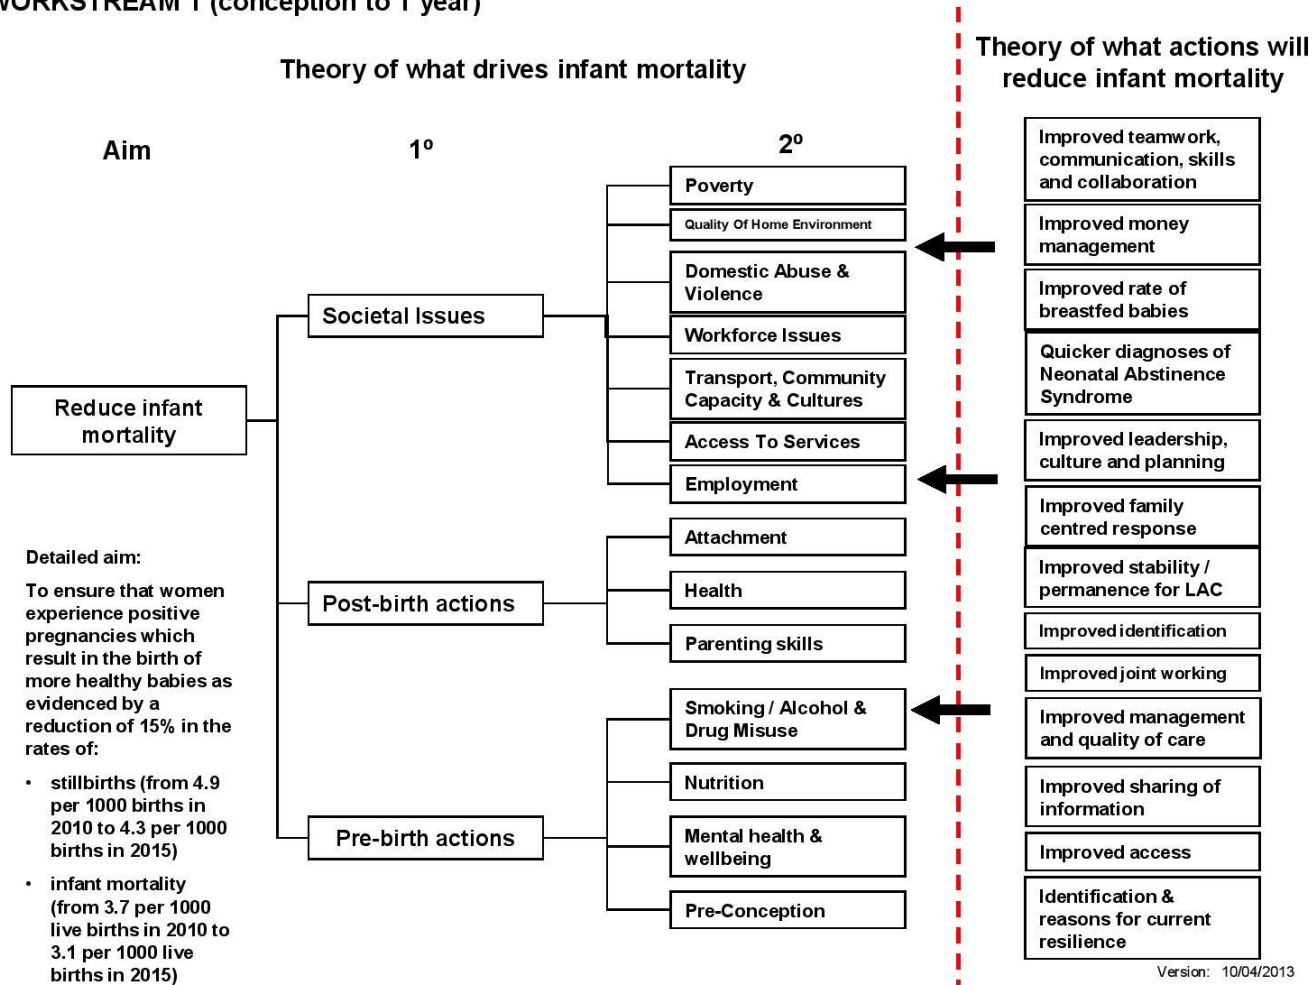 WORKSTREAM 1 (conception to 1 year)
Theory of what drives infant mortality
Theory of what actions will
reduce infant mortality
Aim
1º
2º
Reduce infant
mortality
Societal Issues
Post-birth actions
Pre-birth actions
Poverty
Quality Of Home Environment
Domestic Abuse &
Violence
Workforce Issues
Transport, Community
Capacity & Cultures
Access To Services
Employment
Attachment
Health
Parenting skills
Smoking / Alcohol &
Drug Misuse
Nutrition
Mental health &
wellbeing
Pre-Conception
Improved teamwork,
communication, skills
and collaboration
Improved money
management
Improved rate of
breastfed babies
Quicker diagnoses of
Neonatal Abstinence
Syndrome
Improved leadership,
culture and planning
Improved family
centred response
Improved stability /
permanence for LAC
Improved identification
Improved joint working
Improved management
and quality of care
Improved sharing of
information
Improved access
Identification &
reasons for current
resilience
Detailed aim:
To ensure that women
experience positive
pregnancies which
result in the birth of
more healthy babies as
evidenced by a
reduction of 15% in the
rates of:
• stillbirths (from 4.9
per 1000 births in
2010 to 4.3 per 1000
births in 2015)
• infant mortality
(from 3.7 per 1000
live births in 2010 to
3.1 per 1000 live
births in 2015)
Version: 10/04/2013